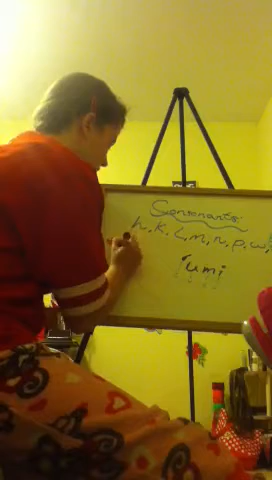 Consonants
h, K, L, M, n, p, w,
'umi